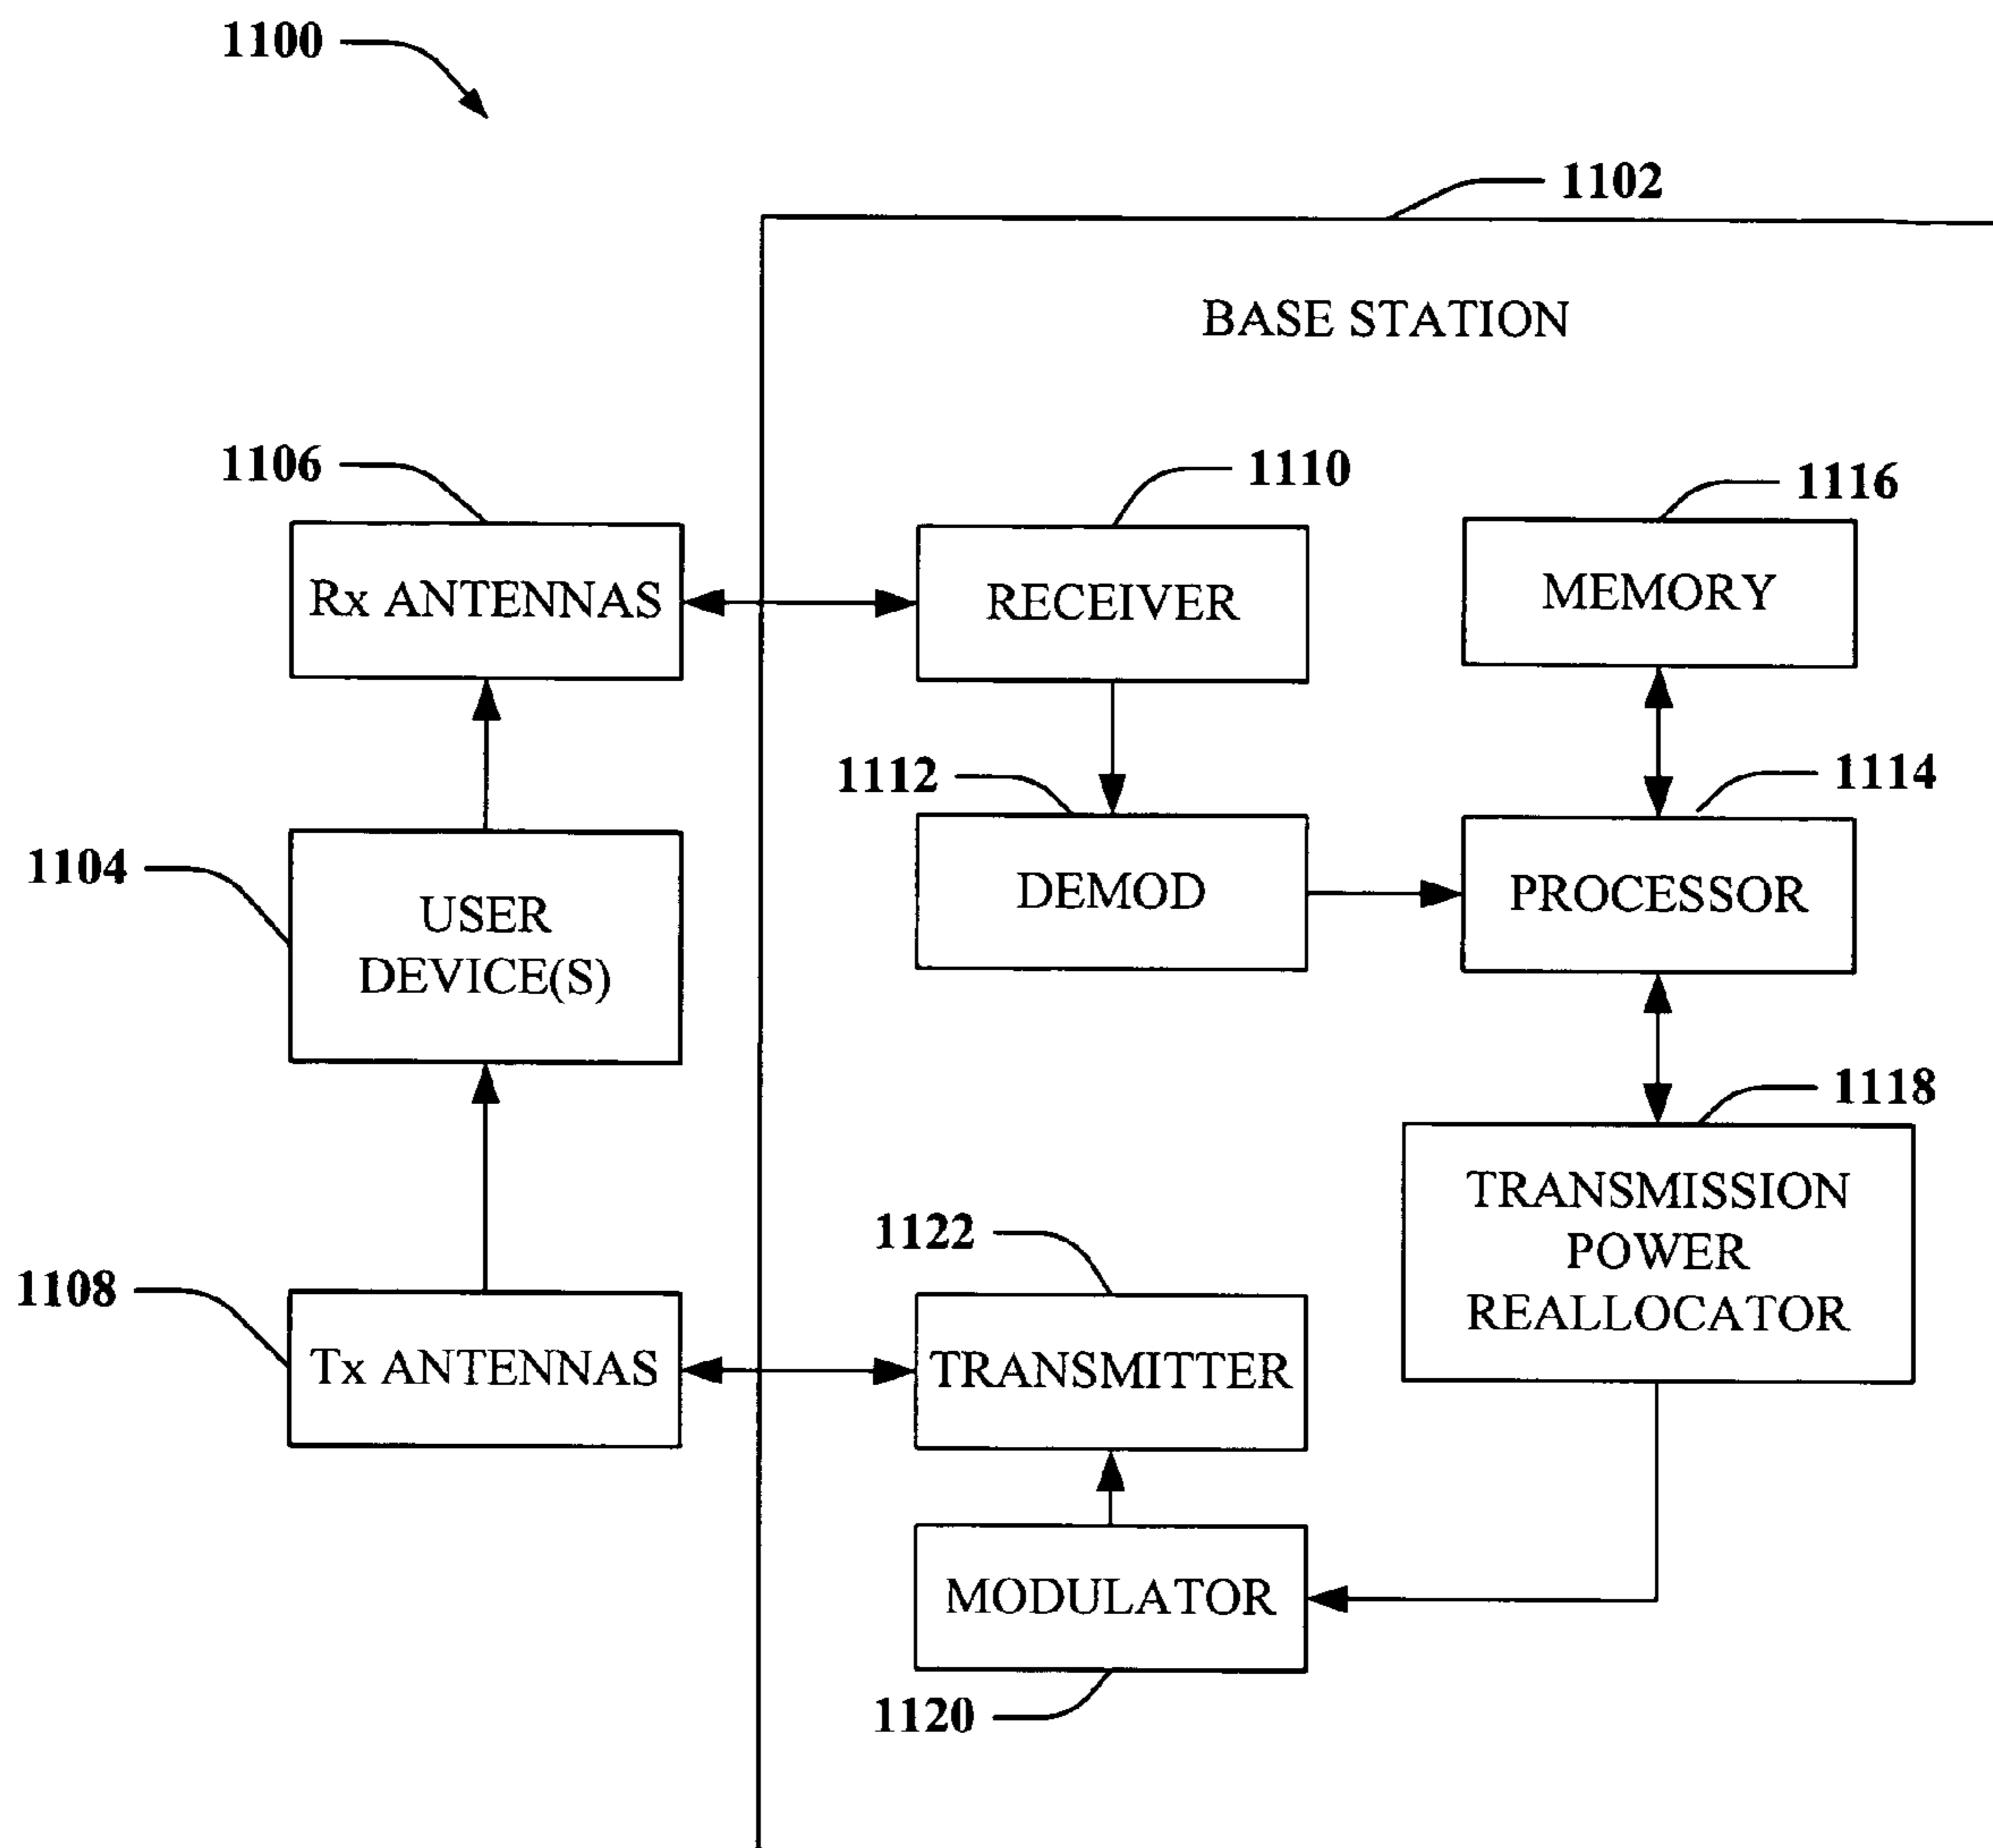 1100
1102
BASE STATION
1106
1110
1116
Rx ANTENNAS
RECEIVER
MEMORY
1112
1114
1104
USER
DEVICE(S)
DEMOD
PROCESSOR
1118
1122
TRANSMISSION
POWER
REALLOCATOR
1108
Tx ANTENNAS
TRANSMITTER
MODULATOR
1120